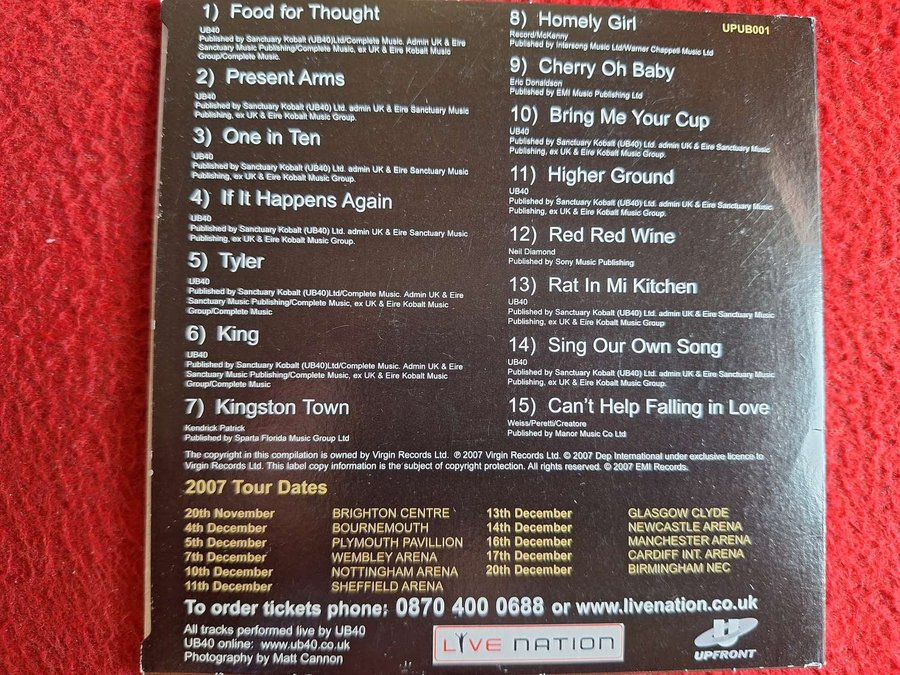 1) Food for Thought
UB40
Published by Sanctuary Kobalt (UB40)Ltd/Complete Music. Admin UK & Eire
Sanctuary Music Publishing/Complete Music, ex UK & Eire Kobalt Music
Group/Complete Music.
2) Present Arms
UB40
Published by Sanctuary Kobalt (UB40) Ltd. admin UK & Eire Sanctuary Music
Publishing, ex UK & Eire Kobalt Music Group.
3) One in Ten
UB40
Published by Sanctuary Kobalt (UB40) Ltd. admin UK & Eire Sanctuary Music
Publishing, ex UK & Eire Kobalt Music Group.
4) If It Happens Again
UB40
Published by Sanctuary Kobalt (UB40) Ltd. admin UK & Eire Sanctuary Music
Publishing, ex UK & Eire Kobalt Music Group.
5) Tyler
UB40
Published by Sanctuary Kobalt (UB40)Ltd/Complete Music. Admin UK & Eire
Sanctuary Music Publishing/Complete Music, ex UK & Eire Kobalt Music
Group/Complete Music
6) King
UB40
Published by Sanctuary Kobalt (UB40)Ltd/Complete Music. Admin UK & Eire
Sanctuary Music Publishing/Complete Music, ex UK & Eire Kobalt Music
Group/Complete Music
7) Kingston Town
Kendrick Patrick
Published by Sparta Florida Music Group Ltd
UPUB001
8) Homely Girl
Record/McKenny
Published by Intersong Music Ltd/Warner Chappell Music Ltd
9) Cherry Oh Baby
Eric Donaldson
Published by EMI Music Publishing Ltd
10) Bring Me Your Cup
UB40
Published by Sanctuary Kobalt (UB40) Ltd. admin UK & Eire Sanctuary Music
Publishing, ex UK & Eire Kobalt Music Group.
11) Higher Ground
UB40
Published by Sanctuary Kobalt (UB40) Ltd. admin UK & Eire Sanctuary Music
Publishing, ex UK & Eire Kobalt Music Group.
12) Red Red Wine
Neil Diamond
Published by Sony Music Publishing
13) Rat In Mi Kitchen
UB40
Published by Sanctuary Kobalt (UB40) Ltd. admin UK & Eire Sanctuary Music
Publishing, ex UK & Eire Kobalt Music Group
14) Sing Our Own Song
UB40
Published by Sanctuary Kobalt (UB40) Ltd. admin UK & Eire Sanctuary Music
Publishing, ex UK & Eire Kobalt Music Group.
15) Can't Help Falling in Love
Weiss/Peretti/Creatore
Published by Manor Music Co Ltd
The copyright in this compilation is owned by Virgin Records Ltd. ℗ 2007 Virgin Records Ltd. © 2007 Dep International under exclusive licence to
Virgin Records Ltd. This label copy information is the subject of copyright protection. All rights reserved. © 2007 EMI Records.
2007 Tour Dates
20th November BRIGHTON CENTRE
4th December BOURNEMOUTH
5th December PLYMOUTH PAVILLION
7th December WEMBLEY ARENA
10th December NOTTINGHAM ARENA
11th December SHEFFIELD ARENA
13th December GLASGOW CLYDE
14th December NEWCASTLE ARENA
16th December MANCHESTER ARENA
17th December CARDIFF INT. ARENA
20th December BIRMINGHAM NEC
To order tickets phone: 0870 400 0688 or www.livenation.co.uk
All tracks performed live by UB40
UB40 online: www.ub40.co.uk
Photography by Matt Cannon
LIVE NATION
UPFRONT